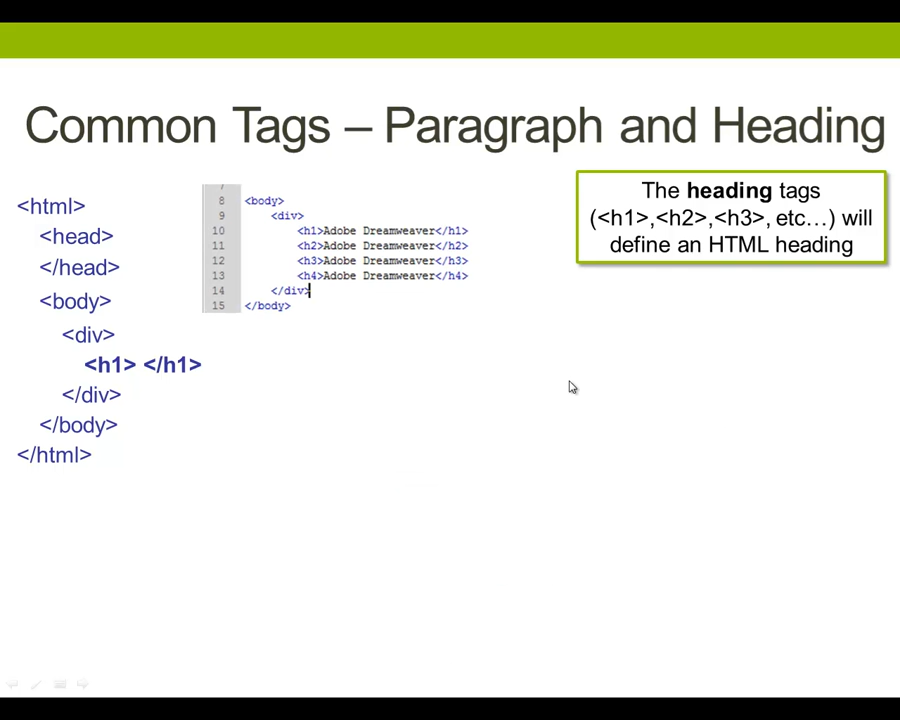 Common Tags – Paragraph and Heading
<html>
<head>
</head>
<body>
<div>
<h1> </h1>
</div>
</body>
</html>
8 <body>
9 <div>
10 <h1>Adobe Dreamweaver</h1>
11 <h2>Adobe Dreamweaver</h2>
12 <h3>Adobe Dreamweaver</h3>
13 <h4>Adobe Dreamweaver</h4>
14 </div>
15 </body>
The heading tags
(<h1>,<h2>,<h3>, etc…) will
define an HTML heading